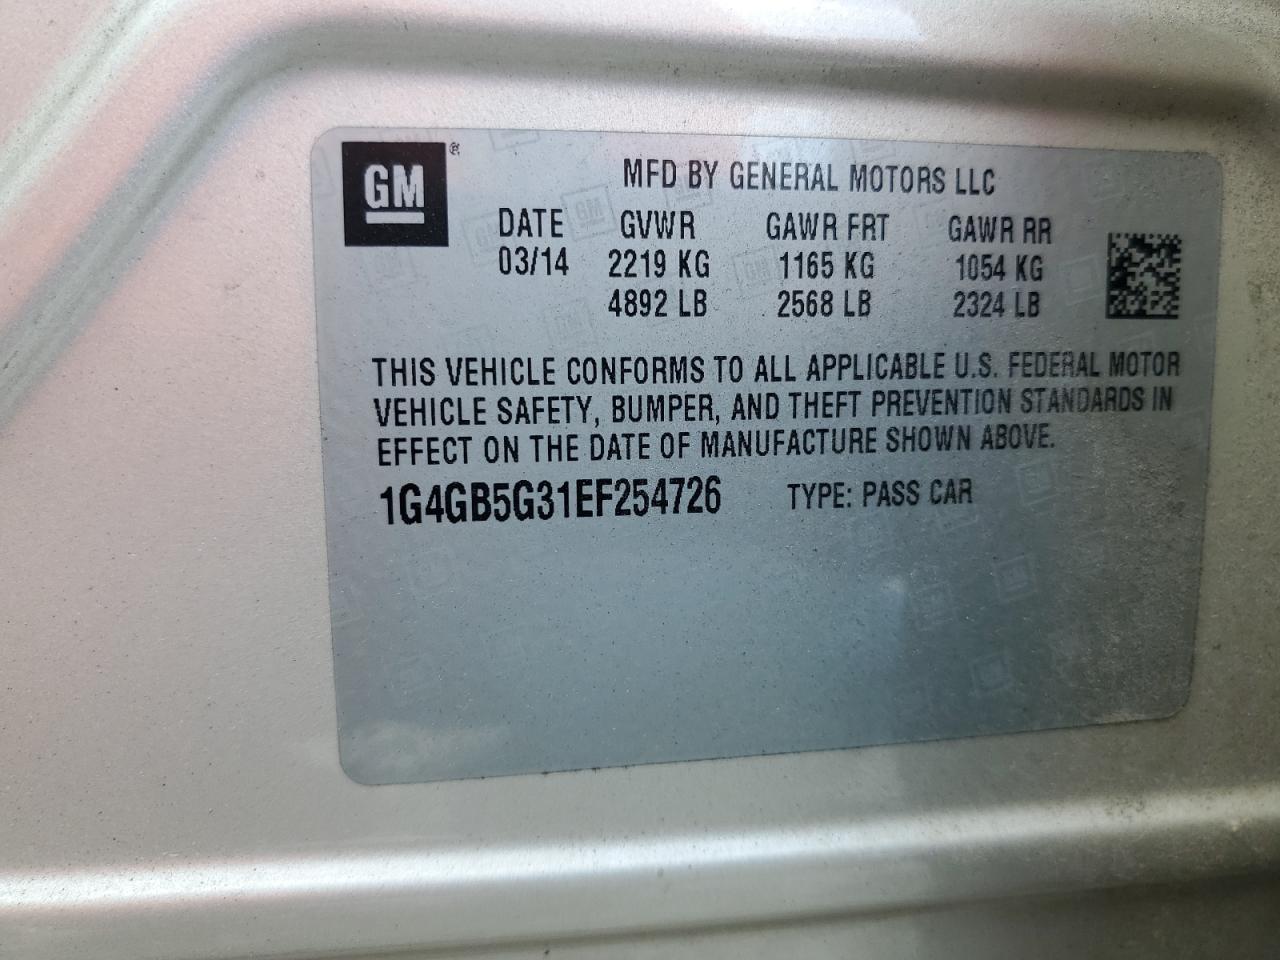 GM®
MFD BY GENERAL MOTORS LLC
DATE GVWR GAWR FRT GAWR RR
03/14 2219 KG 1165 KG 1054 KG
4892 LB 2568 LB 2324 LB
THIS VEHICLE CONFORMS TO ALL APPLICABLE U.S. FEDERAL MOTOR
VEHICLE SAFETY, BUMPER, AND THEFT PREVENTION STANDARDS IN
EFFECT ON THE DATE OF MANUFACTURE SHOWN ABOVE.
1G4GB5G31EF254726 TYPE: PASS CAR